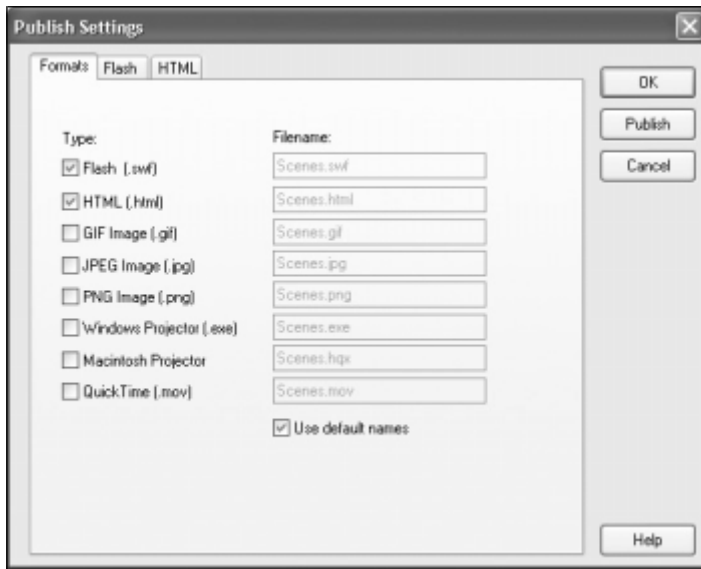 Publish Settings
Formats Flash HTML
OK
Publish
Cancel
Type: Filename:
Flash (.swf) Scenes.swf
HTML (.html) Scenes.html
GIF Image (.gif) Scenes.gif
JPEG Image (.jpg) Scenes.jpg
PNG Image (.png) Scenes.png
Windows Projector (.exe) Scenes.exe
Macintosh Projector Scenes.hqx
QuickTime (.mov) Scenes.mov
Use default names
Help